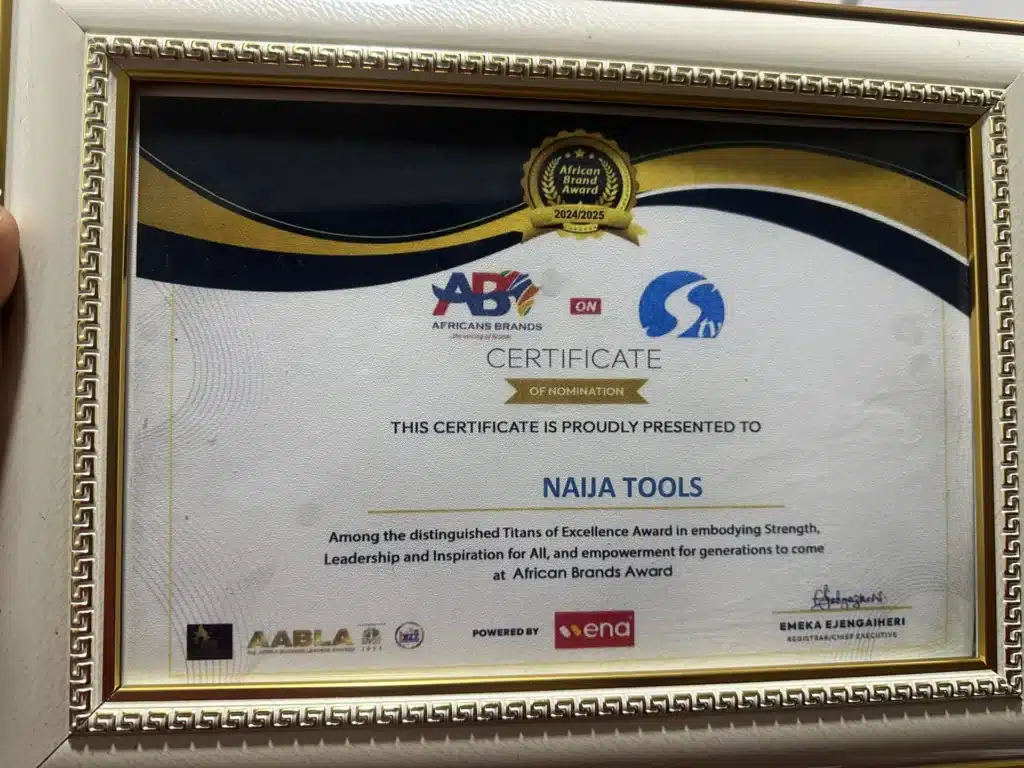 African
Brand
Award
2024/2025
AB
AFRICANS BRANDS
ON
CERTIFICATE
OF NOMINATION
THIS CERTIFICATE IS PROUDLY PRESENTED TO
NAIJA TOOLS
Among the distinguished Titans of Excellence Award in embodying Strength,
Leadership and Inspiration for All, and empowerment for generations to come
at African Brands Award
AABLA
POWERED BY
ena
EMEKA EJENGAIHERI
REGISTRAR/CHIEF EXECUTIVE